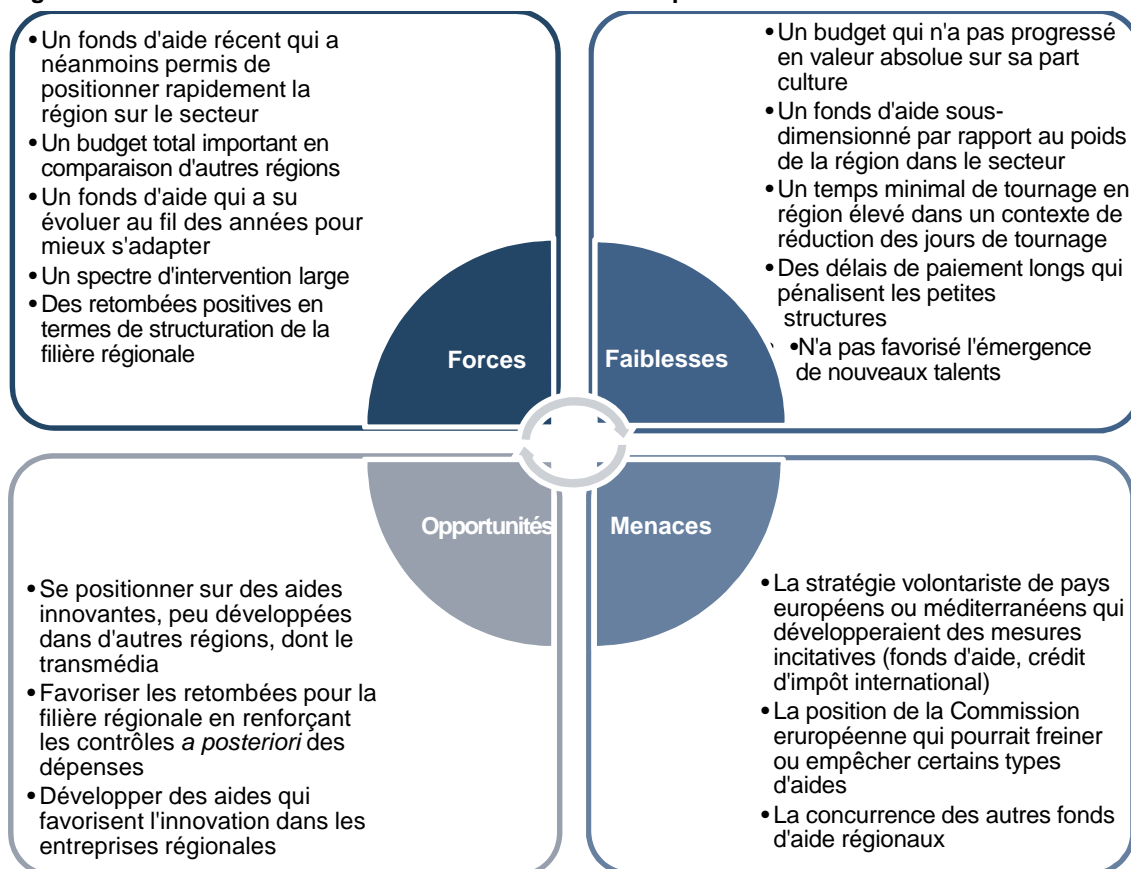 •Un fonds d'aide récent qui a
néanmoins permis de
positionner rapidement la
région sur le secteur
•Un budget total important en
comparaison d'autres régions
•Un fonds d'aide qui a su
évoluer au fil des années pour
mieux s'adapter
•Un spectre d'intervention large
•Des retombées positives en
termes de structuration de la
filière régionale
Forces
•Un budget qui n'a pas progressé
en valeur absolue sur sa part
culture
•Un fonds d'aide sous-
dimensionné par rapport au poids
de la région dans le secteur
•Un temps minimal de tournage en
région élevé dans un contexte de
réduction des jours de tournage
•Des délais de paiement longs qui
pénalisent les petites
structures
•N'a pas favorisé l'émergence
de nouveaux talents
Faiblesses
Opportunités
•Se positionner sur des aides
innovantes, peu développées
dans d'autres régions, dont le
transmédia
•Favoriser les retombées pour la
filière régionale en renforçant
les contrôles a posteriori des
dépenses
•Développer des aides qui
favorisent l'innovation dans les
entreprises régionales
Menaces
•La stratégie volontariste de pays
européens ou méditerranéens qui
développeraient des mesures
incitatives (fonds d'aide, crédit
d'impôt international)
•La position de la Commission
eruropéenne qui pourrait freiner
ou empêcher certains types
d'aides
•La concurrence des autres fonds
d'aide régionaux